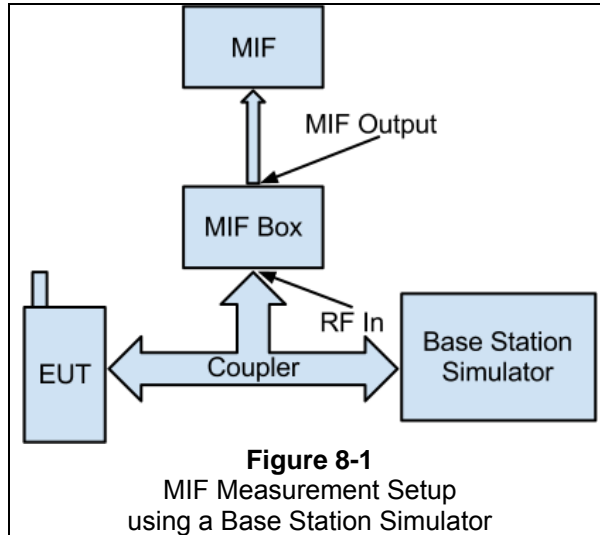 MIF
MIF Output
MIF Box
RF In
EUT
Coupler
Base Station
Simulator
Figure 8-1
MIF Measurement Setup
using a Base Station Simulator